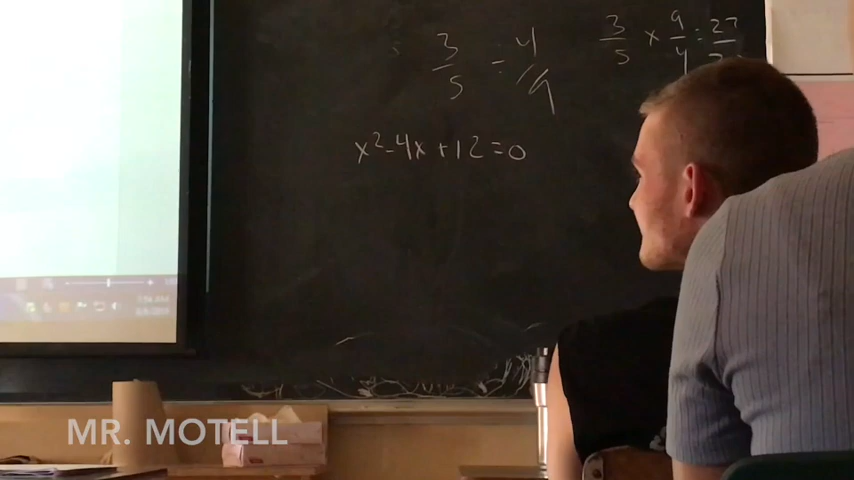 3/5 ÷ 4/9
3/5 x 9/4 = 27
x²-4x+12=0
MR. MOTELL